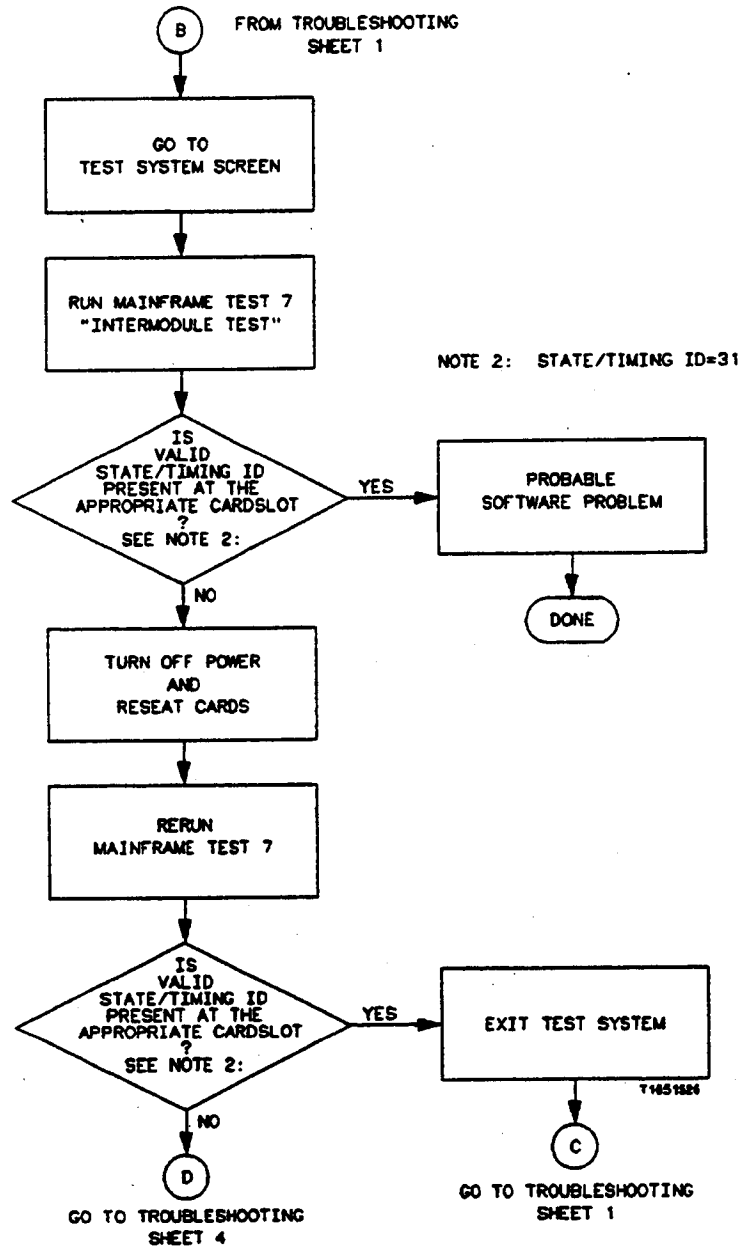 B
FROM TROUBLESHOOTING
SHEET 1
GO TO
TEST SYSTEM SCREEN
RUN MAINFRAME TEST 7
"INTERMODULE TEST"
NOTE 2: STATE/TIMING ID=31
IS
VALID
STATE/TIMING ID
PRESENT AT THE
APPROPRIATE CARDSLOT
?
SEE NOTE 2:
YES
PROBABLE
SOFTWARE PROBLEM
DONE
NO
TURN OFF POWER
AND
RESEAT CARDS
RERUN
MAINFRAME TEST 7
IS
VALID
STATE/TIMING ID
PRESENT AT THE
APPROPRIATE CARDSLOT
?
SEE NOTE 2:
YES
EXIT TEST SYSTEM
T1651S26
NO
D
GO TO TROUBLESHOOTING
SHEET 4
C
GO TO TROUBLESHOOTING
SHEET 1